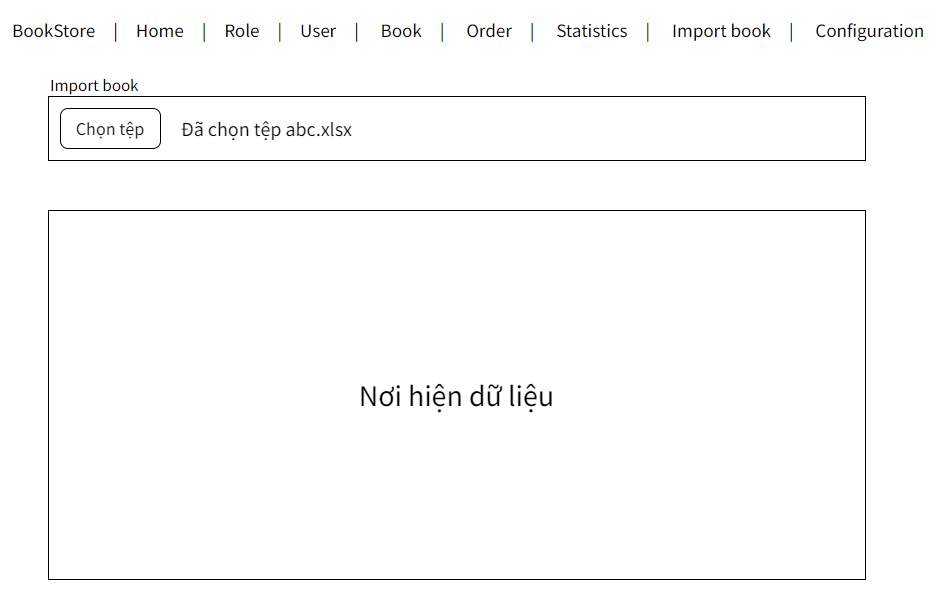 BookStore | Home | Role | User | Book | Order | Statistics | Import book | Configuration
Import book
Chọn tệp Đã chọn tệp abc.xlsx
Nơi hiện dữ liệu